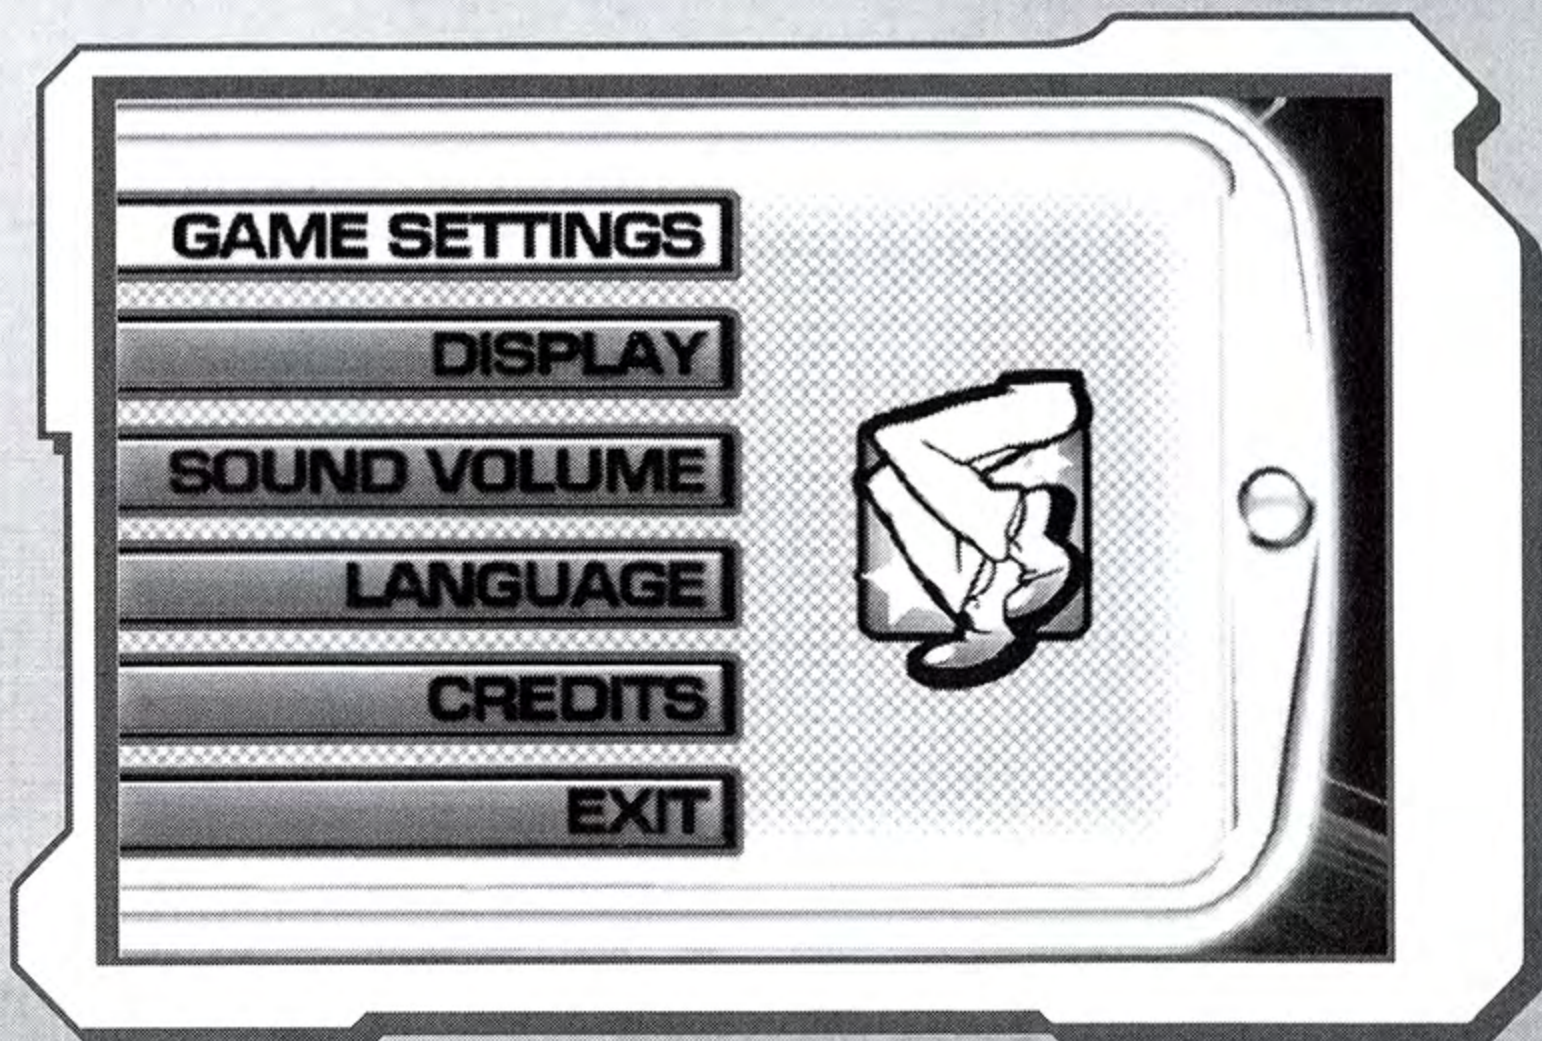 GAME SETTINGS
DISPLAY
SOUND VOLUME
LANGUAGE
CREDITS
EXIT